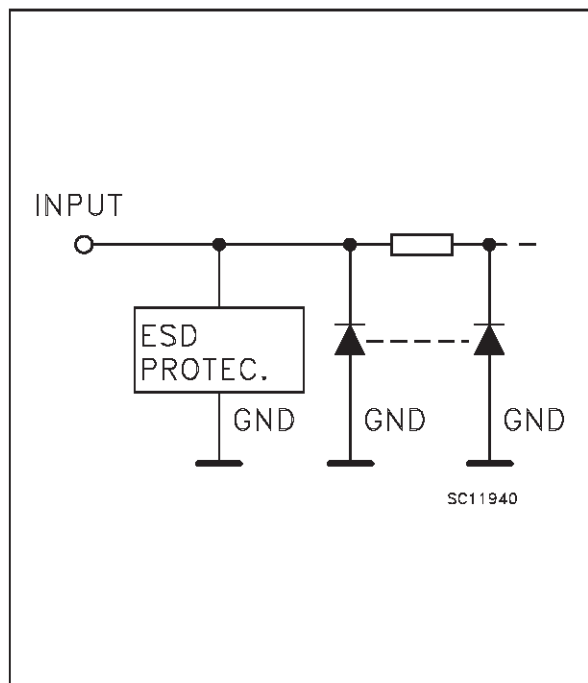 INPUT
ESD
PROTEC.
GND
GND
GND
SC11940